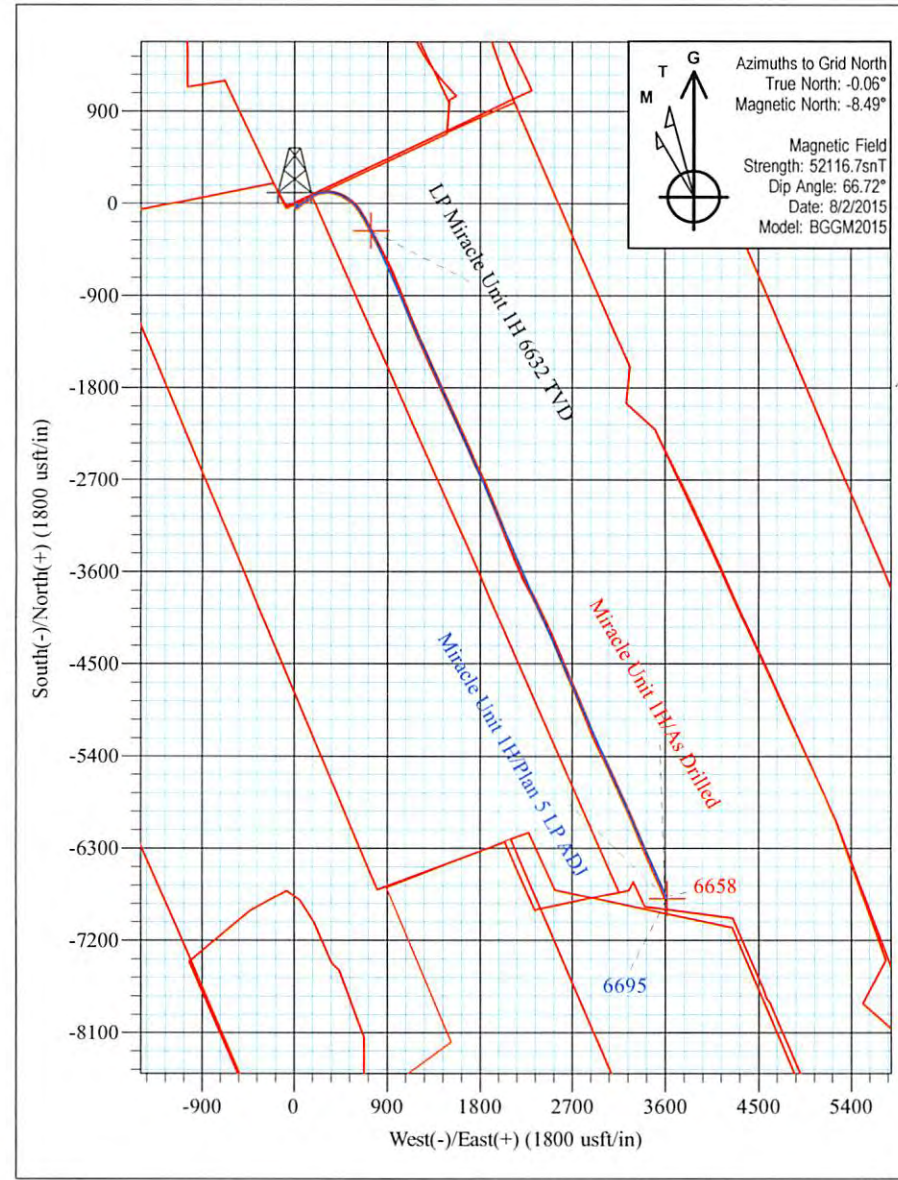 T
G
M
Azimuths to Grid North
True North: -0.06°
Magnetic North: -8.49°
Magnetic Field
Strength: 52116.7snT
Dip Angle: 66.72°
Date: 8/2/2015
Model: BGGM2015
South(-)/North(+) (1800 usft/in)
900
0
-900
-1800
-2700
-3600
-4500
-5400
-6300
-7200
-8100
LP Miracle Unit 1H 6632 TVD
Miracle Unit 1H/Plan 5 LP ADJ
Miracle Unit 1H/As Drilled
6658
6695
-900
0
900
1800
2700
3600
4500
5400
West(-)/East(+) (1800 usft/in)